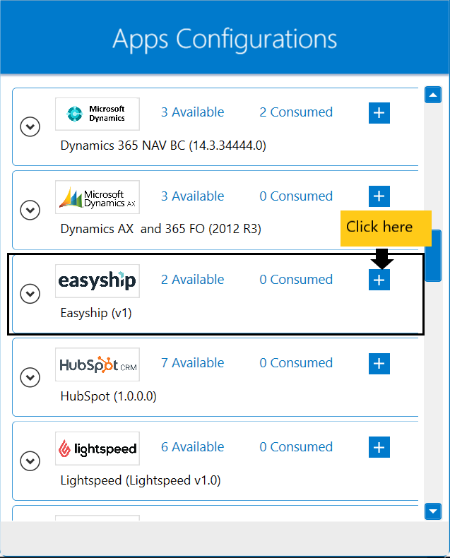 Apps Configurations
Microsoft
Dynamics
3 Available 2 Consumed
Dynamics 365 NAV BC (14.3.34444.0)
Microsoft
Dynamics AX
3 Available 0 Consumed
Dynamics AX and 365 FO (2012 R3)
Click here
easyship
2 Available 0 Consumed
Easyship (v1)
HubSpot CRM
7 Available 0 Consumed
HubSpot (1.0.0.0)
lightspeed
6 Available 0 Consumed
Lightspeed (Lightspeed v1.0)